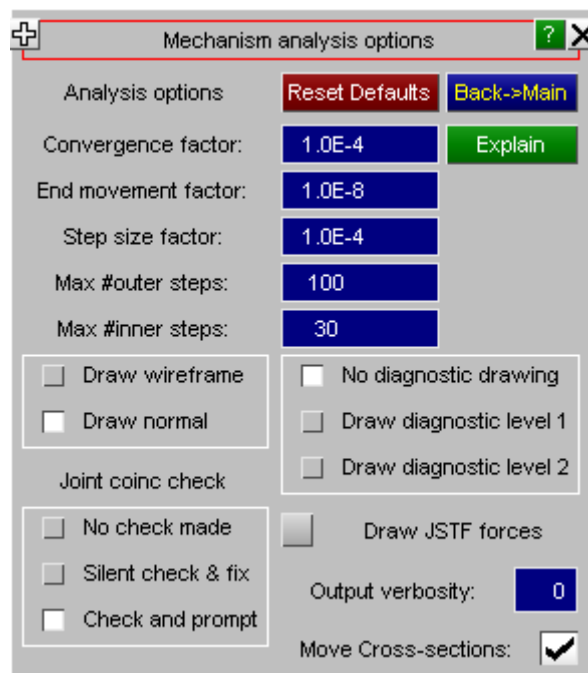 Mechanism analysis options ?
Analysis options Reset Defaults Back->Main
Convergence factor: 1.0E-4 Explain
End movement factor: 1.0E-8
Step size factor: 1.0E-4
Max #outer steps: 100
Max #inner steps: 30
Draw wireframe
Draw normal
No diagnostic drawing
Draw diagnostic level 1
Draw diagnostic level 2
Joint coinc check
No check made
Silent check & fix
Check and prompt
Draw JSTF forces
Output verbosity: 0
Move Cross-sections: